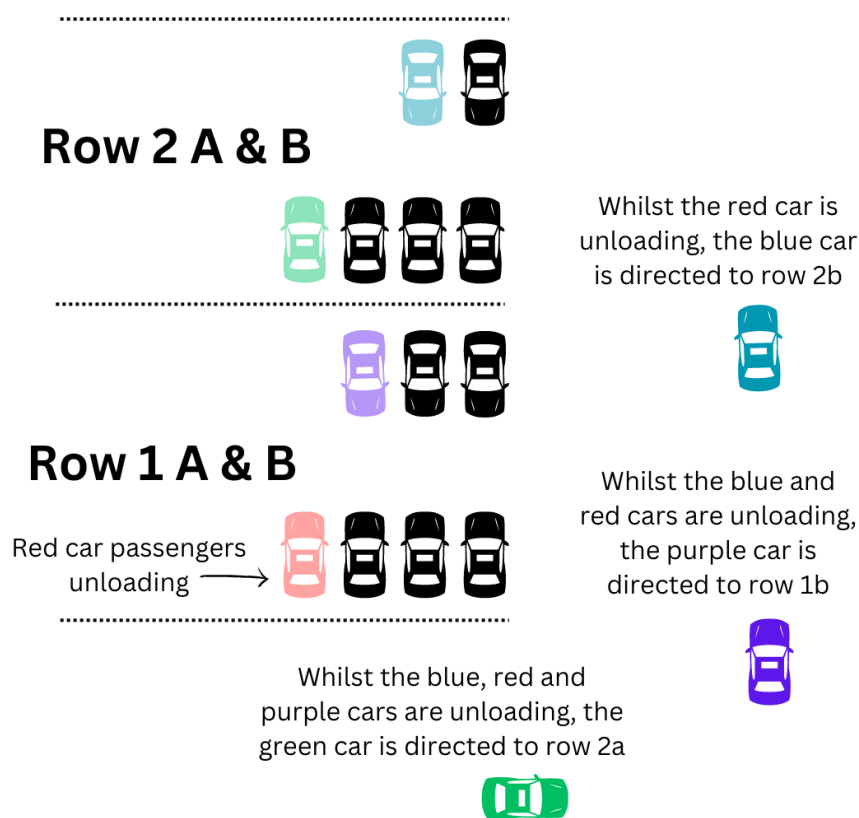 Row 2 A & B
Whilst the red car is
unloading, the blue car
is directed to row 2b
Row 1 A & B
Whilst the blue and
red cars are unloading,
the purple car is
directed to row 1b
Red car passengers
unloading
Whilst the blue, red and
purple cars are unloading, the
green car is directed to row 2a